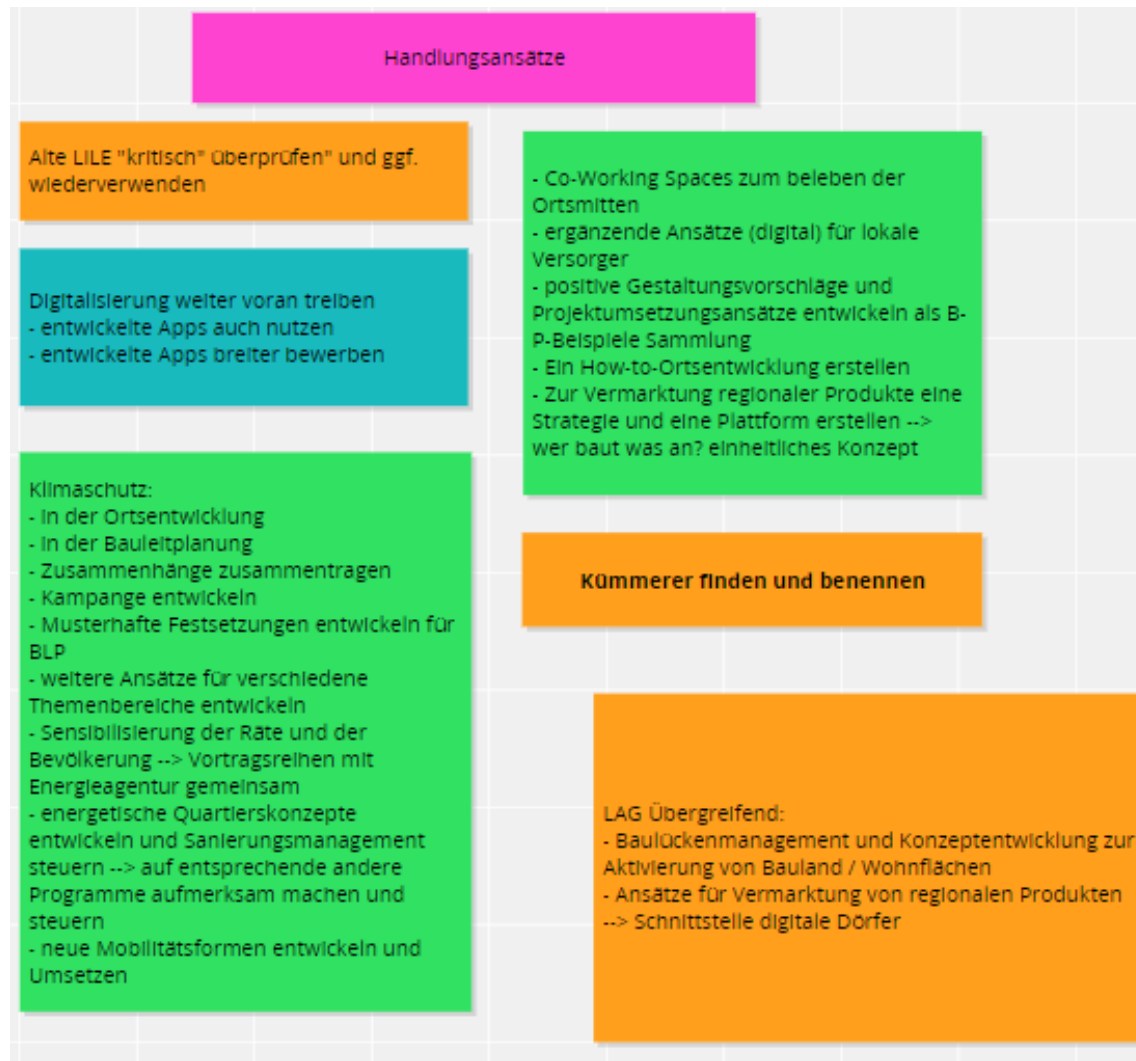 Handlungsansätze
Alte LILE "kritisch" überprüfen" und ggf.
wiederverwenden
Digitalisierung weiter voran treiben
- entwickelte Apps auch nutzen
- entwickelte Apps breiter bewerben
Klimaschutz:
- In der Ortsentwicklung
- In der Bauleitplanung
- Zusammenhänge zusammentragen
- Kampange entwickeln
- Musterhafte Festsetzungen entwickeln für
BLP
- weitere Ansätze für verschiedene
Themenbereiche entwickeln
- Sensibilisierung der Räte und der
Bevölkerung --> Vortragsreihen mit
Energieagentur gemeinsam
- energetische Quartierskonzepte
entwickeln und Sanierungsmanagement
steuern --> auf entsprechende andere
Programme aufmerksam machen und
steuern
- neue Mobilitätsformen entwickeln und
Umsetzen
- Co-Working Spaces zum beleben der
Ortsmitten
- ergänzende Ansätze (digital) für lokale
Versorger
- positive Gestaltungsvorschläge und
Projektumsetzungsansätze entwickeln als B-
P-Beispiele Sammlung
- Ein How-to-Ortsentwicklung erstellen
- Zur Vermarktung regionaler Produkte eine
Strategie und eine Plattform erstellen -->
wer baut was an? einheitliches Konzept
Kümmerer finden und benennen
LAG Übergreifend:
- Baulückenmanagement und Konzeptentwicklung zur
Aktivierung von Bauland / Wohnflächen
- Ansätze für Vermarktung von regionalen Produkten
--> Schnittstelle digitale Dörfer